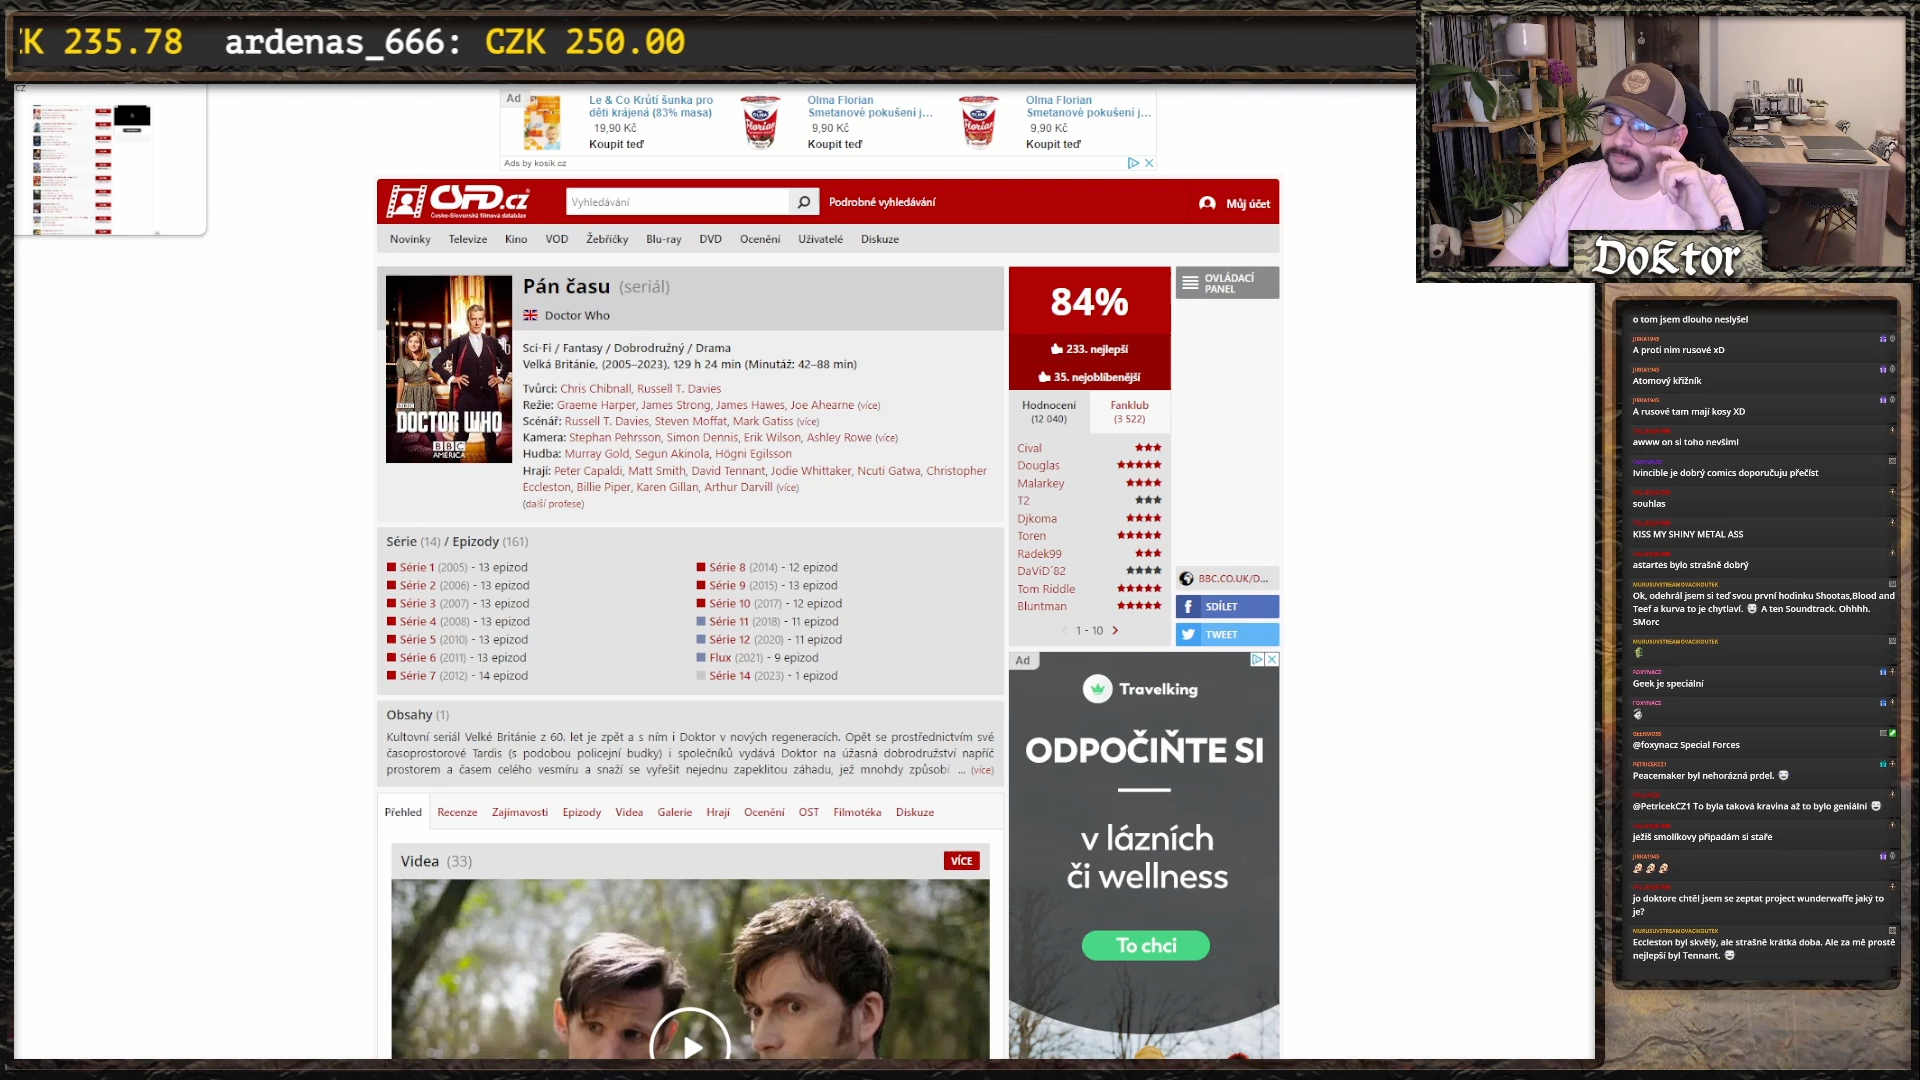 K 235.78 ardenas_666: CZK 250.00
CZ
Ad
Le & Co Krůtí šunka pro
děti krájená (83% masa)
19,90 Kč
Koupit teď
Olma Florian
Smetanové pokušení j...
9,90 Kč
Koupit teď
Olma Florian
Smetanové pokušení j...
9,90 Kč
Koupit teď
Ads by kosik.cz
ČSFD.cz
Česko-Slovenská filmová databáze
Vyhledávání
Podrobné vyhledávání
Můj účet
Novinky Televize Kino VOD Žebříčky Blu-ray DVD Ocenění Uživatelé Diskuze
Pán času (seriál)
Doctor Who
Sci-Fi / Fantasy / Dobrodružný / Drama
Velká Británie, (2005–2023), 129 h 24 min (Minutáž: 42–88 min)
Tvůrci: Chris Chibnall, Russell T. Davies
Režie: Graeme Harper, James Strong, James Hawes, Joe Ahearne (více)
Scénář: Russell T. Davies, Steven Moffat, Mark Gatiss (více)
Kamera: Stephan Pehrsson, Simon Dennis, Erik Wilson, Ashley Rowe (více)
Hudba: Murray Gold, Segun Akinola, Högni Egilsson
Hrají: Peter Capaldi, Matt Smith, David Tennant, Jodie Whittaker, Ncuti Gatwa, Christopher
Eccleston, Billie Piper, Karen Gillan, Arthur Darvill (více)
(další profese)
DOCTOR WHO
BBC
AMERICA
84%
233. nejlepší
35. nejoblíbenější
Hodnocení
(12 040)
Fanklub
(3 522)
Cival
Douglas
Malarkey
T2
Djkoma
Toren
Radek99
DaViD´82
Tom Riddle
Bluntman
1 - 10
OVLÁDACÍ
PANEL
BBC.CO.UK/D...
SDÍLET
TWEET
Série (14) / Epizody (161)
Série 1 (2005) - 13 epizod
Série 2 (2006) - 13 epizod
Série 3 (2007) - 13 epizod
Série 4 (2008) - 13 epizod
Série 5 (2010) - 13 epizod
Série 6 (2011) - 13 epizod
Série 7 (2012) - 14 epizod
Série 8 (2014) - 12 epizod
Série 9 (2015) - 13 epizod
Série 10 (2017) - 12 epizod
Série 11 (2018) - 11 epizod
Série 12 (2020) - 11 epizod
Flux (2021) - 9 epizod
Série 14 (2023) - 1 epizod
Obsahy (1)
Kultovní seriál Velké Británie z 60. let je zpět a s ním i Doktor v nových regeneracích. Opět se prostřednictvím své
časoprostorové Tardis (s podobou policejní budky) i společníků vydává Doktor na úžasná dobrodružství napříč
prostorem a časem celého vesmíru a snaží se vyřešit nejednu zapeklitou záhadu, jež mnohdy způsobí ... (více)
Přehled Recenze Zajímavosti Epizody Videa Galerie Hrají Ocenění OST Filmotéka Diskuze
Videa (33)
VÍCE
Ad
Travelking
ODPOČIŇTE SI
v lázních
či wellness
To chci
Doktor
o tom jsem dlouho neslyšel
JIRKA1945
A proti nim rusové xD
JIRKA1945
Atomový křižník
JIRKA1945
A rusové tam mají kosy XD
awww on si toho nevšiml
Ivincible je dobrý comics doporučuju přečíst
souhlas
KISS MY SHINY METAL ASS
astartes bylo strašně dobrý
MURUSUVSTREAMOVACIKOUTEK
Ok, odehrál jsem si teď svou první hodinku Shootas,Blood and
Teef a kurva to je chytlaví. A ten Soundtrack. Ohhhh.
SMorc
MURUSUVSTREAMOVACIKOUTEK
FOXYNACZ
Geek je speciální
FOXYNACZ
GEEKMOSS
@foxynacz Special Forces
PETRICEKCZ1
Peacemaker byl nehorázná prdel.
@PetricekCZ1 To byla taková kravina až to bylo geniální
ježiš smolíkovy připadám si staře
JIRKA1945
jo doktore chtěl jsem se zeptat project wunderwaffe jaký to
je?
MURUSUVSTREAMOVACIKOUTEK
Eccleston byl skvělý, ale strašně krátká doba. Ale za mě prostě
nejlepší byl Tennant.